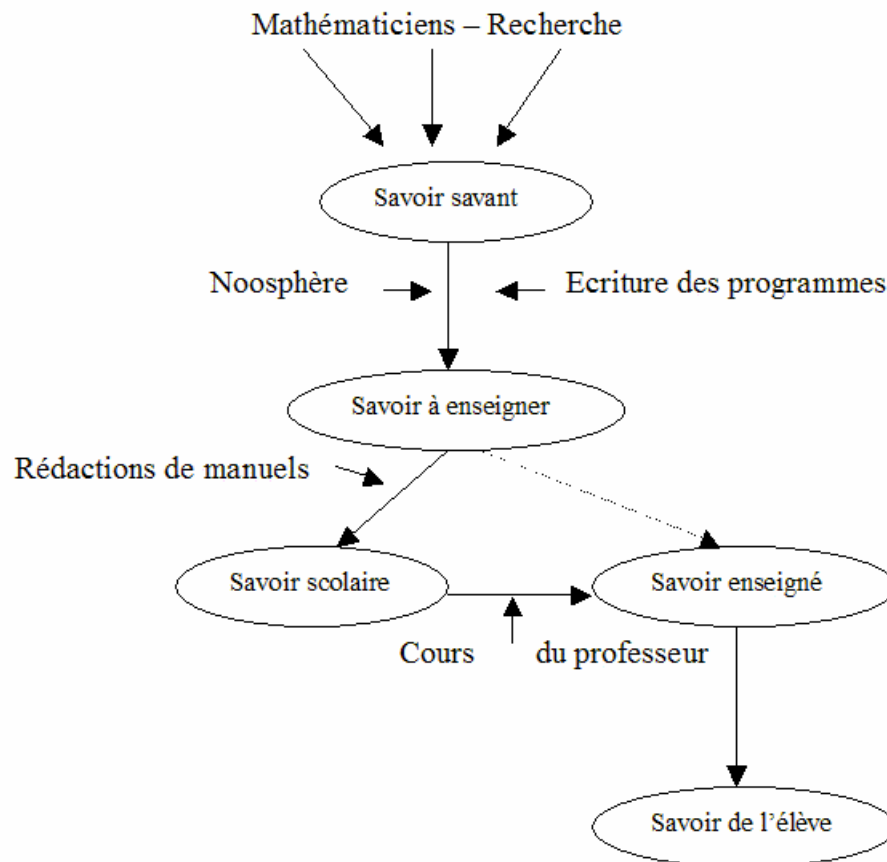 Mathématiciens – Recherche
Savoir savant
Noosphère
Ecriture des programmes
Savoir à enseigner
Rédactions de manuels
Savoir scolaire
Savoir enseigné
Cours du professeur
Savoir de l'élève